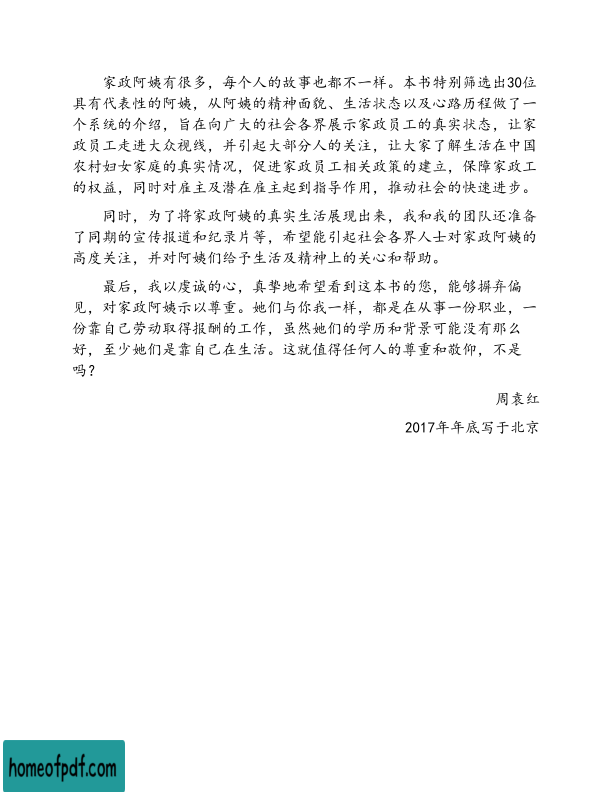 家政阿姨有很多，每个人的故事也都不一样。本书特别筛选出30位
具有代表性的阿姨，从阿姨的精神面貌、生活状态以及心路历程做了一
个系统的介绍，旨在向广大的社会各界展示家政员工的真实状态，让家
政员工走进大众视线，并引起大部分人的关注，让大家了解生活在中国
农村妇女家庭的真实情况，促进家政员工相关政策的建立，保障家政工
的权益，同时对雇主及潜在雇主起到指导作用，推动社会的快速进步。
同时，为了将家政阿姨的真实生活展现出来，我和我的团队还准备
了同期的宣传报道和纪录片等，希望能引起社会各界人士对家政阿姨的
高度关注，并对阿姨们给予生活及精神上的关心和帮助。
最后，我以虔诚的心，真挚地希望看到这本书的您，能够摒弃偏
见，对家政阿姨示以尊重。她们与你我一样，都是在从事一份职业，一
份靠自己劳动取得报酬的工作，虽然她们的学历和背景可能没有那么
好，至少她们是靠自己在生活。这就值得任何人的尊重和敬仰，不是
吗？
周袁红
2017年年底写于北京
homeofpdf.com